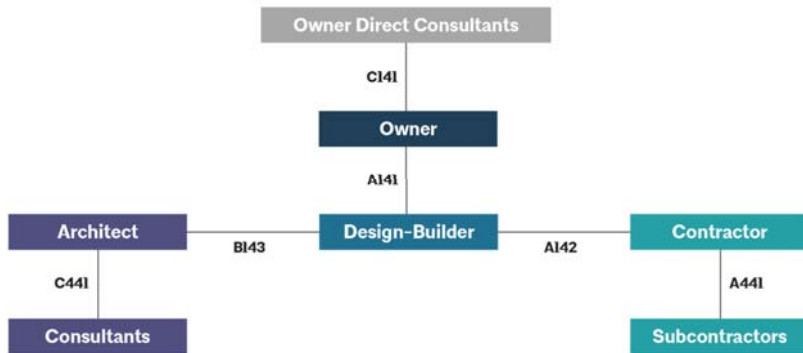 Owner Direct Consultants
C141
Owner
A141
Architect
B143
Design-Builder
A142
Contractor
C441
A441
Consultants
Subcontractors